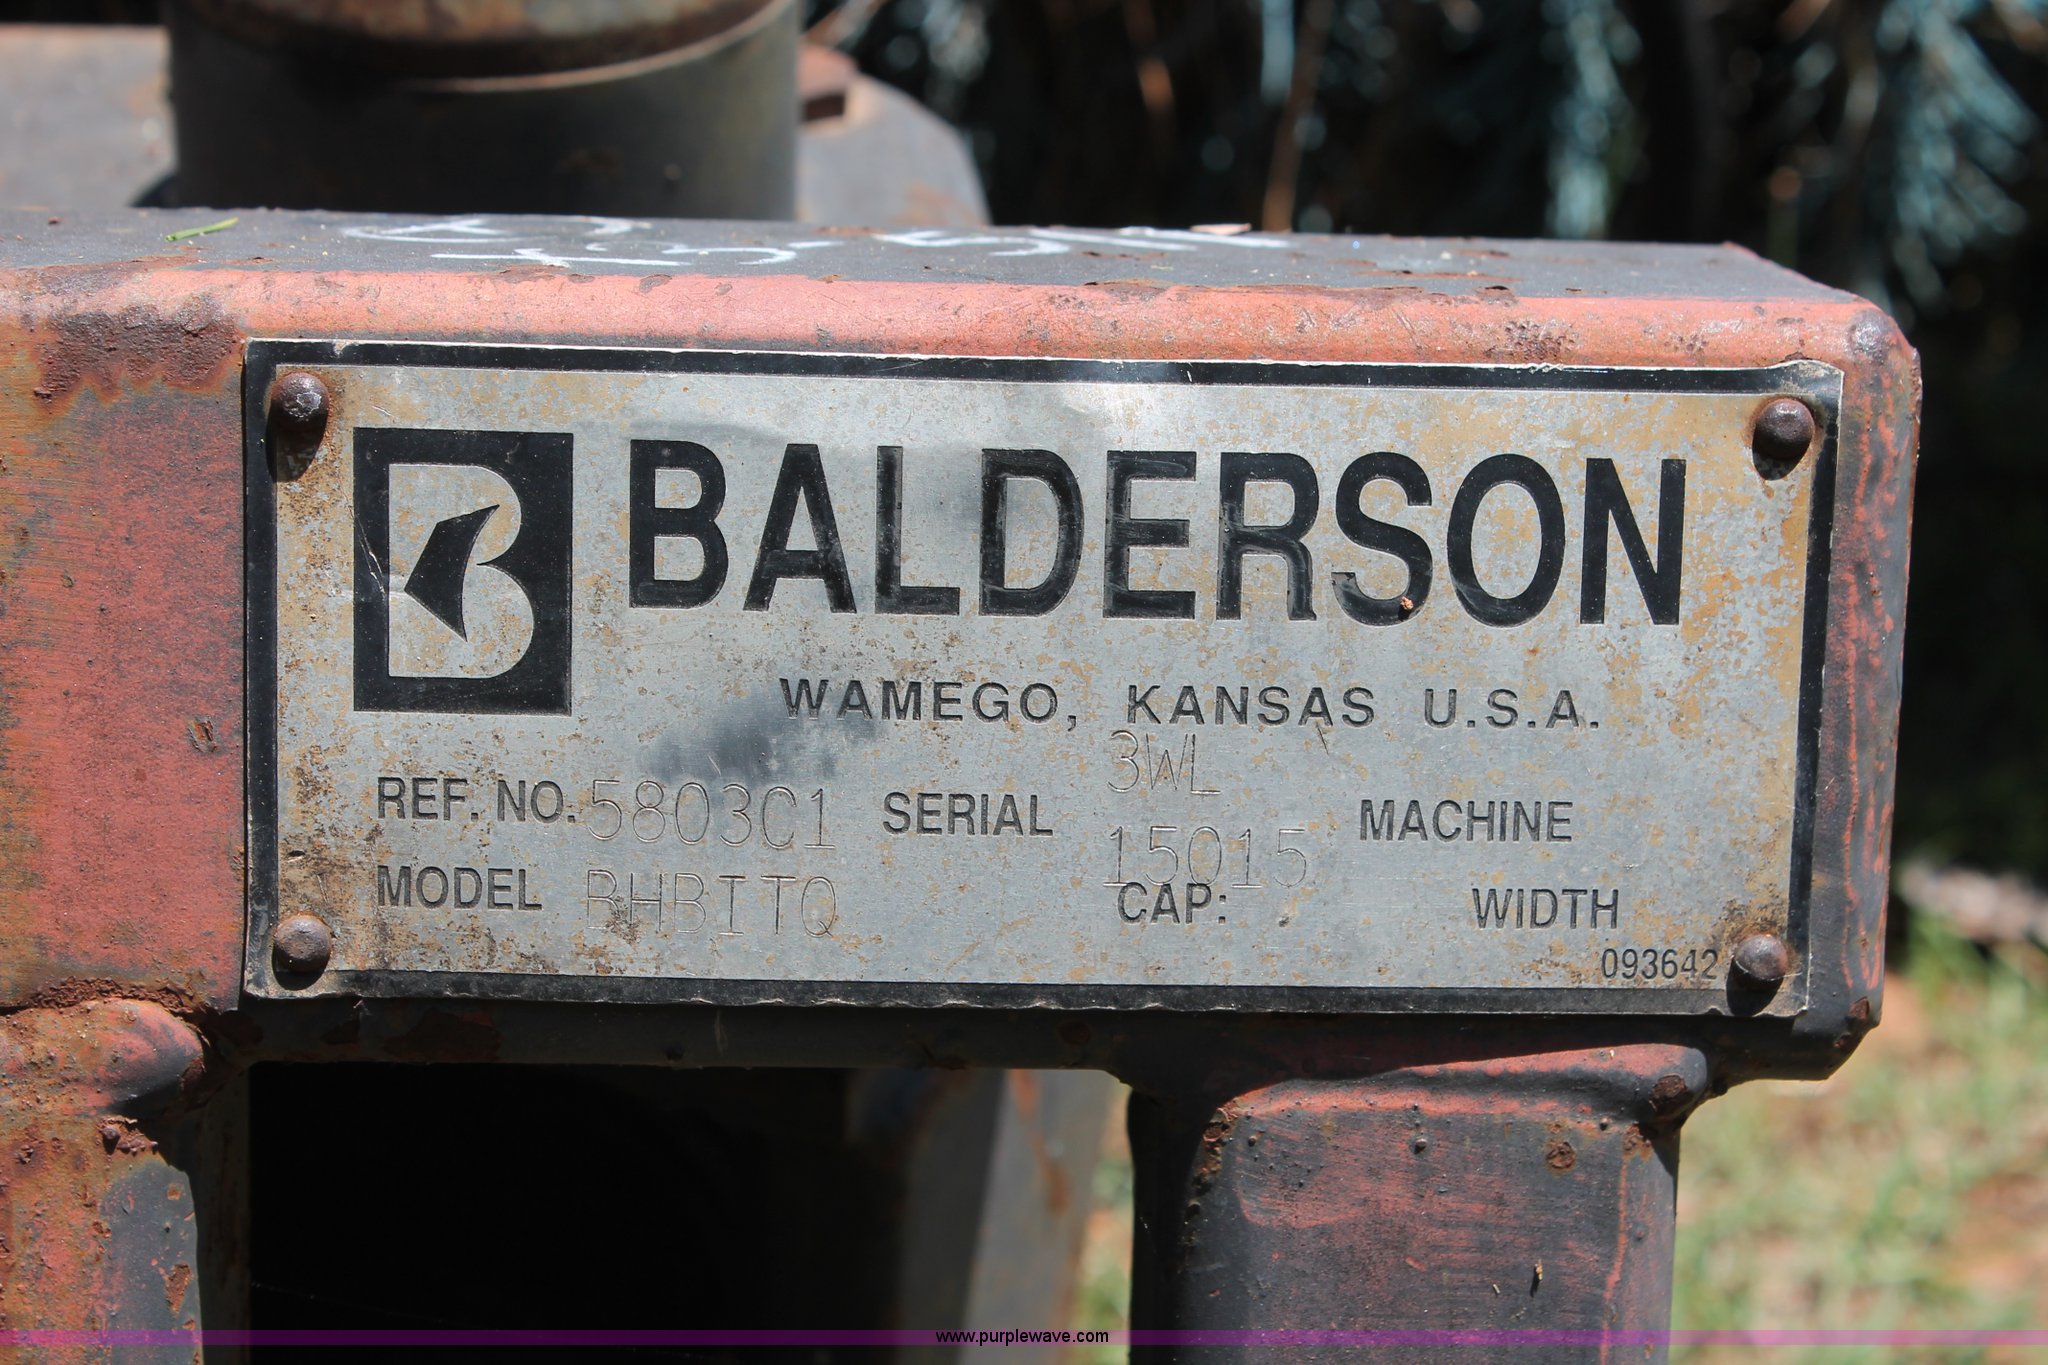 BALDERSON
WAMEGO, KANSAS U.S.A.
REF. NO. 5803C1 SERIAL 3WL 15015 MACHINE
MODEL BHBITQ CAP: WIDTH
093642
www.purplewave.com